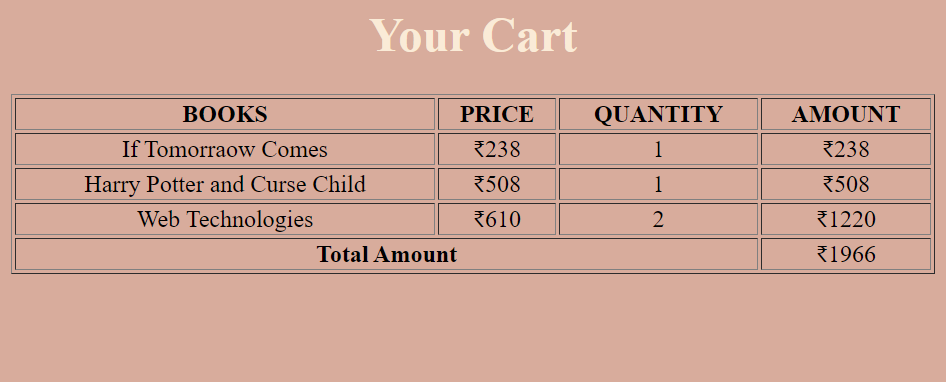 Your Cart
BOOKS PRICE QUANTITY AMOUNT
If Tomorraow Comes ₹238 1 ₹238
Harry Potter and Curse Child ₹508 1 ₹508
Web Technologies ₹610 2 ₹1220
Total Amount ₹1966